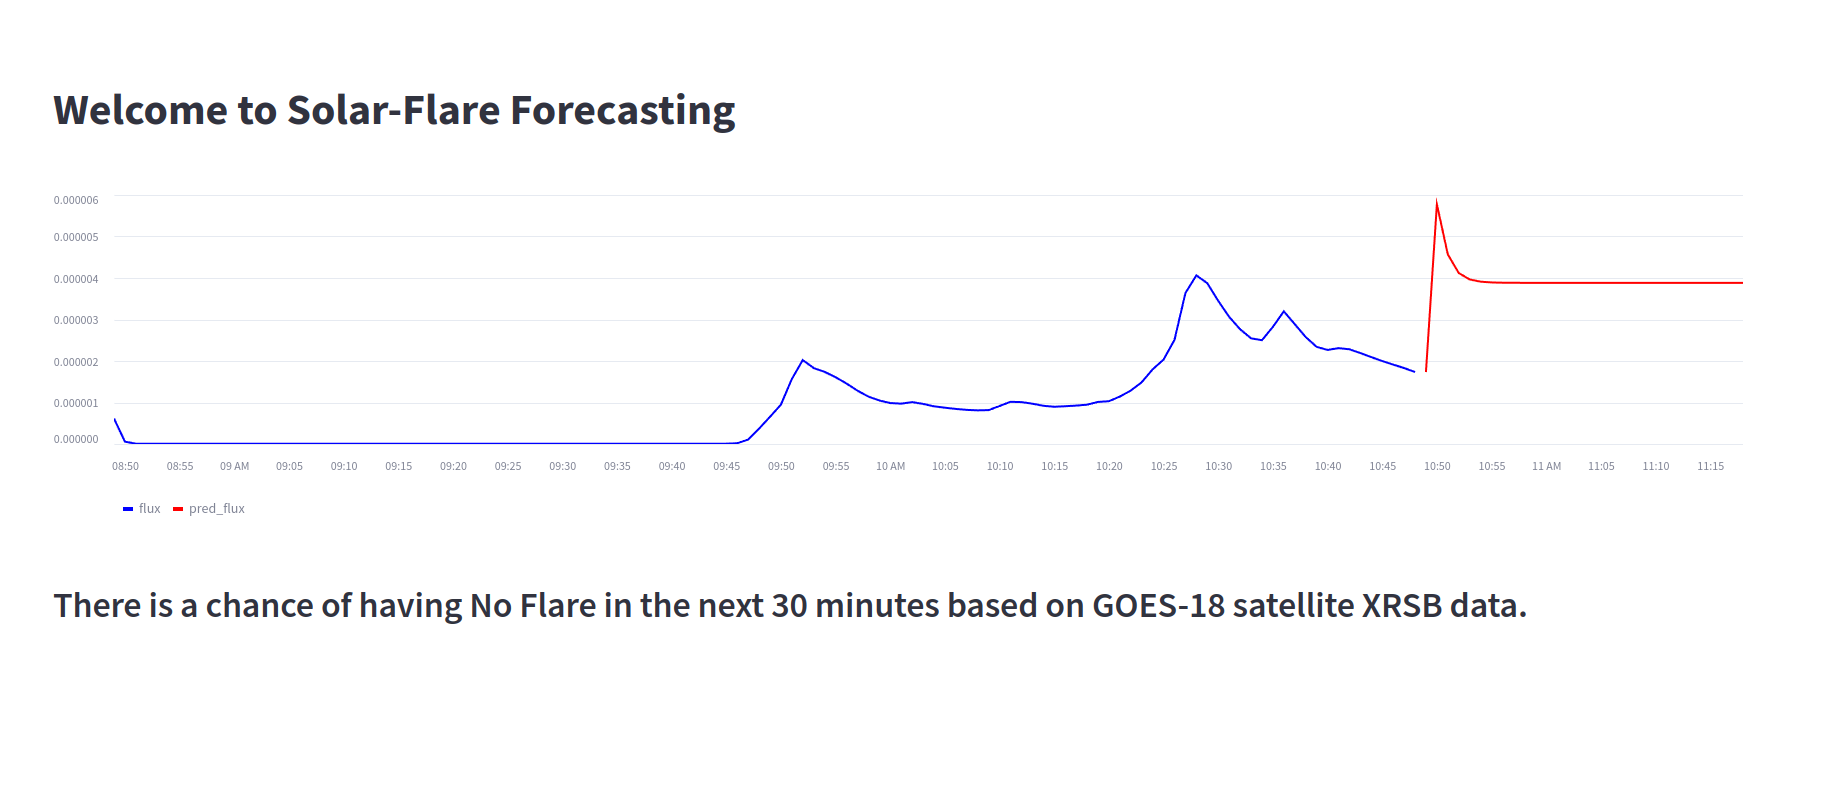 Welcome to Solar-Flare Forecasting
0.000006
0.000005
0.000004
0.000003
0.000002
0.000001
0.000000
08:50 08:55 09 AM 09:05 09:10 09:15 09:20 09:25 09:30 09:35 09:40 09:45 09:50 09:55 10 AM 10:05 10:10 10:15 10:20 10:25 10:30 10:35 10:40 10:45 10:50 10:55 11 AM 11:05 11:10 11:15
flux pred_flux
There is a chance of having No Flare in the next 30 minutes based on GOES-18 satellite XRSB data.